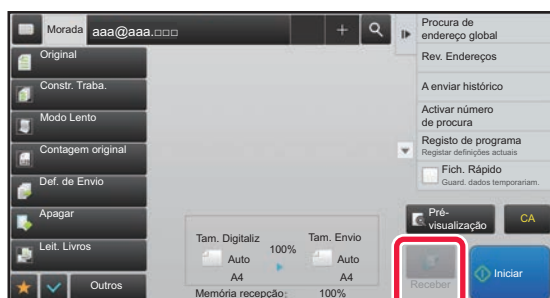 Morada aaa@aaa.□□□
Original
Constr. Traba.
Modo Lento
Contagem original
Def. de Envio
Apagar
Leit. Livros
Outros
Tam. Digitaliz
100%
Tam. Envio
Auto
A4
Auto
A4
Memória recepção: 100%
Procura de
endereço global
Rev. Endereços
A enviar histórico
Activar número
de procura
Registo de programa
Registar definições actuais
Fich. Rápido
Guard. dados temporariam.
Pré-
visualização
CA
Receber
Iniciar